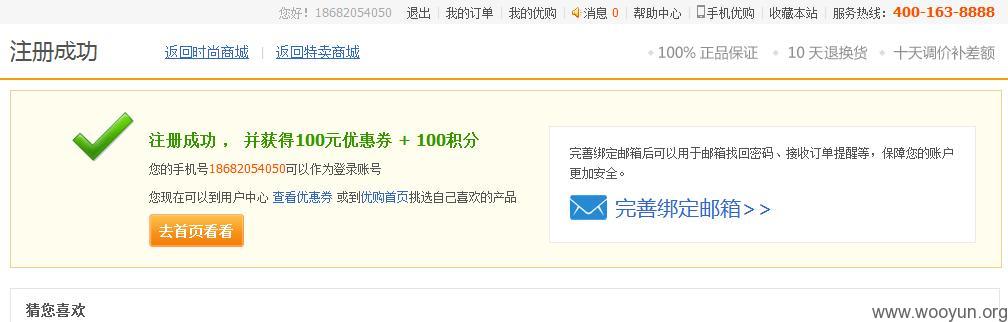 您好！18682054050 退出 | 我的订单 | 我的优购 | 消息 0 | 帮助中心 | 手机优购 | 收藏本站 | 服务热线：400-163-8888
注册成功 返回时尚商城 | 返回特卖商城 100% 正品保证 10 天退换货 十天调价补差额
注册成功 ， 并获得100元优惠券 + 100积分
您的手机号18682054050可以作为登录账号
您现在可以到用户中心 查看优惠券 或到优购首页挑选自己喜欢的产品
去首页看看
完善绑定邮箱后可以用于邮箱找回密码、接收订单提醒等，保障您的账户
更加安全。
完善绑定邮箱>>
猜您喜欢
www.wooyun.org